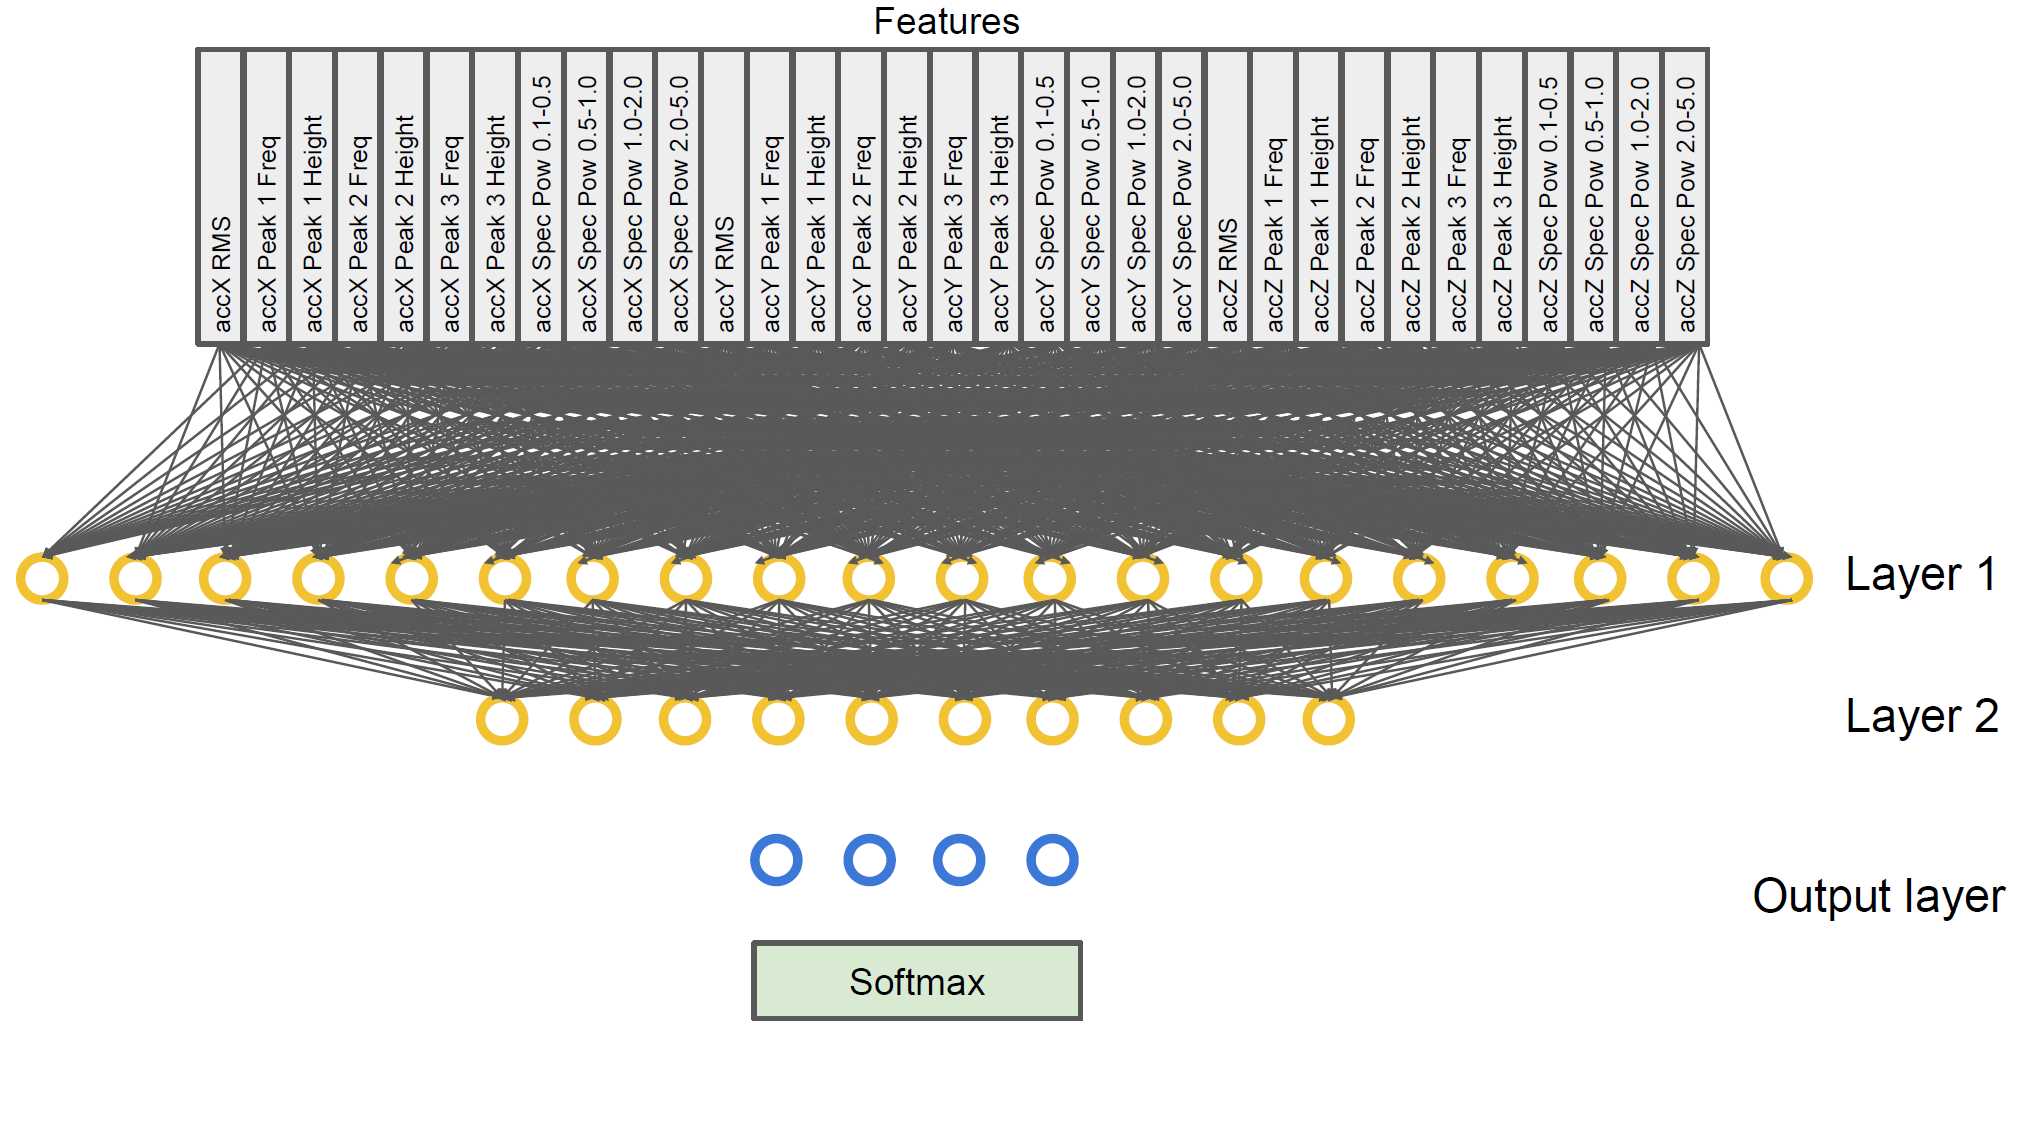 Features
accX RMS
accX Peak 1 Freq
accX Peak 1 Height
accX Peak 2 Freq
accX Peak 2 Height
accX Peak 3 Freq
accX Peak 3 Height
accX Spec Pow 0.1-0.5
accX Spec Pow 0.5-1.0
accX Spec Pow 1.0-2.0
accX Spec Pow 2.0-5.0
accY RMS
accY Peak 1 Freq
accY Peak 1 Height
accY Peak 2 Freq
accY Peak 2 Height
accY Peak 3 Freq
accY Peak 3 Height
accY Spec Pow 0.1-0.5
accY Spec Pow 0.5-1.0
accY Spec Pow 1.0-2.0
accY Spec Pow 2.0-5.0
accZ RMS
accZ Peak 1 Freq
accZ Peak 1 Height
accZ Peak 2 Freq
accZ Peak 2 Height
accZ Peak 3 Freq
accZ Peak 3 Height
accZ Spec Pow 0.1-0.5
accZ Spec Pow 0.5-1.0
accZ Spec Pow 1.0-2.0
accZ Spec Pow 2.0-5.0
Layer 1
Layer 2
Output layer
Softmax